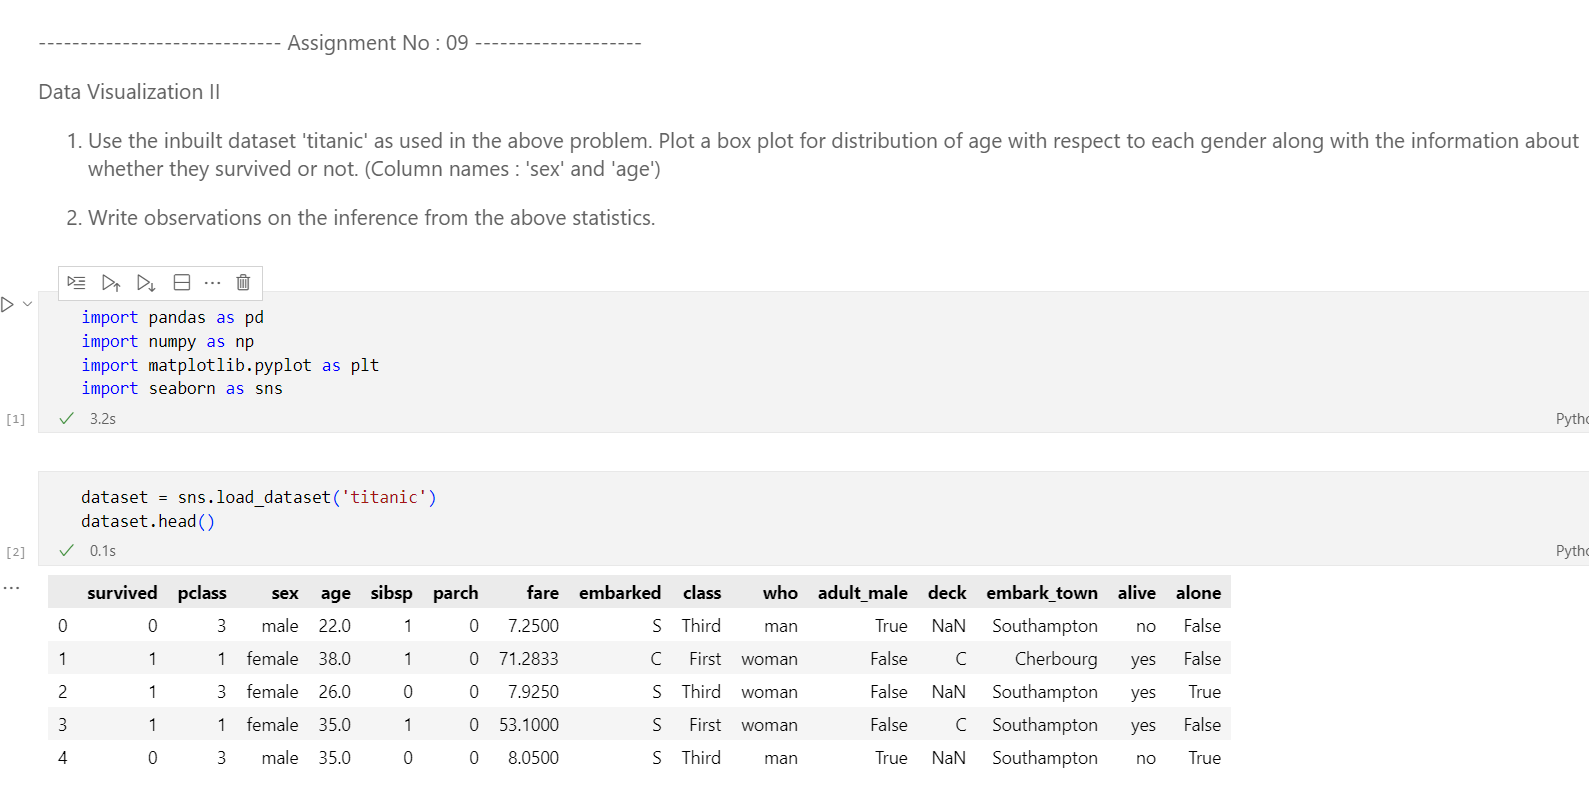 ----------------------------- Assignment No : 09 --------------------
Data Visualization II
1. Use the inbuilt dataset 'titanic' as used in the above problem. Plot a box plot for distribution of age with respect to each gender along with the information about
whether they survived or not. (Column names : 'sex' and 'age')
2. Write observations on the inference from the above statistics.
import pandas as pd
import numpy as np
import matplotlib.pyplot as plt
import seaborn as sns
[1] 3.2s Pytho
dataset = sns.load_dataset('titanic')
dataset.head()
[2] 0.1s Pytho
survived pclass sex age sibsp parch fare embarked class who adult_male deck embark_town alive alone
0 0 3 male 22.0 1 0 7.2500 S Third man True NaN Southampton no False
1 1 1 female 38.0 1 0 71.2833 C First woman False C Cherbourg yes False
2 1 3 female 26.0 0 0 7.9250 S Third woman False NaN Southampton yes True
3 1 1 female 35.0 1 0 53.1000 S First woman False C Southampton yes False
4 0 3 male 35.0 0 0 8.0500 S Third man True NaN Southampton no True